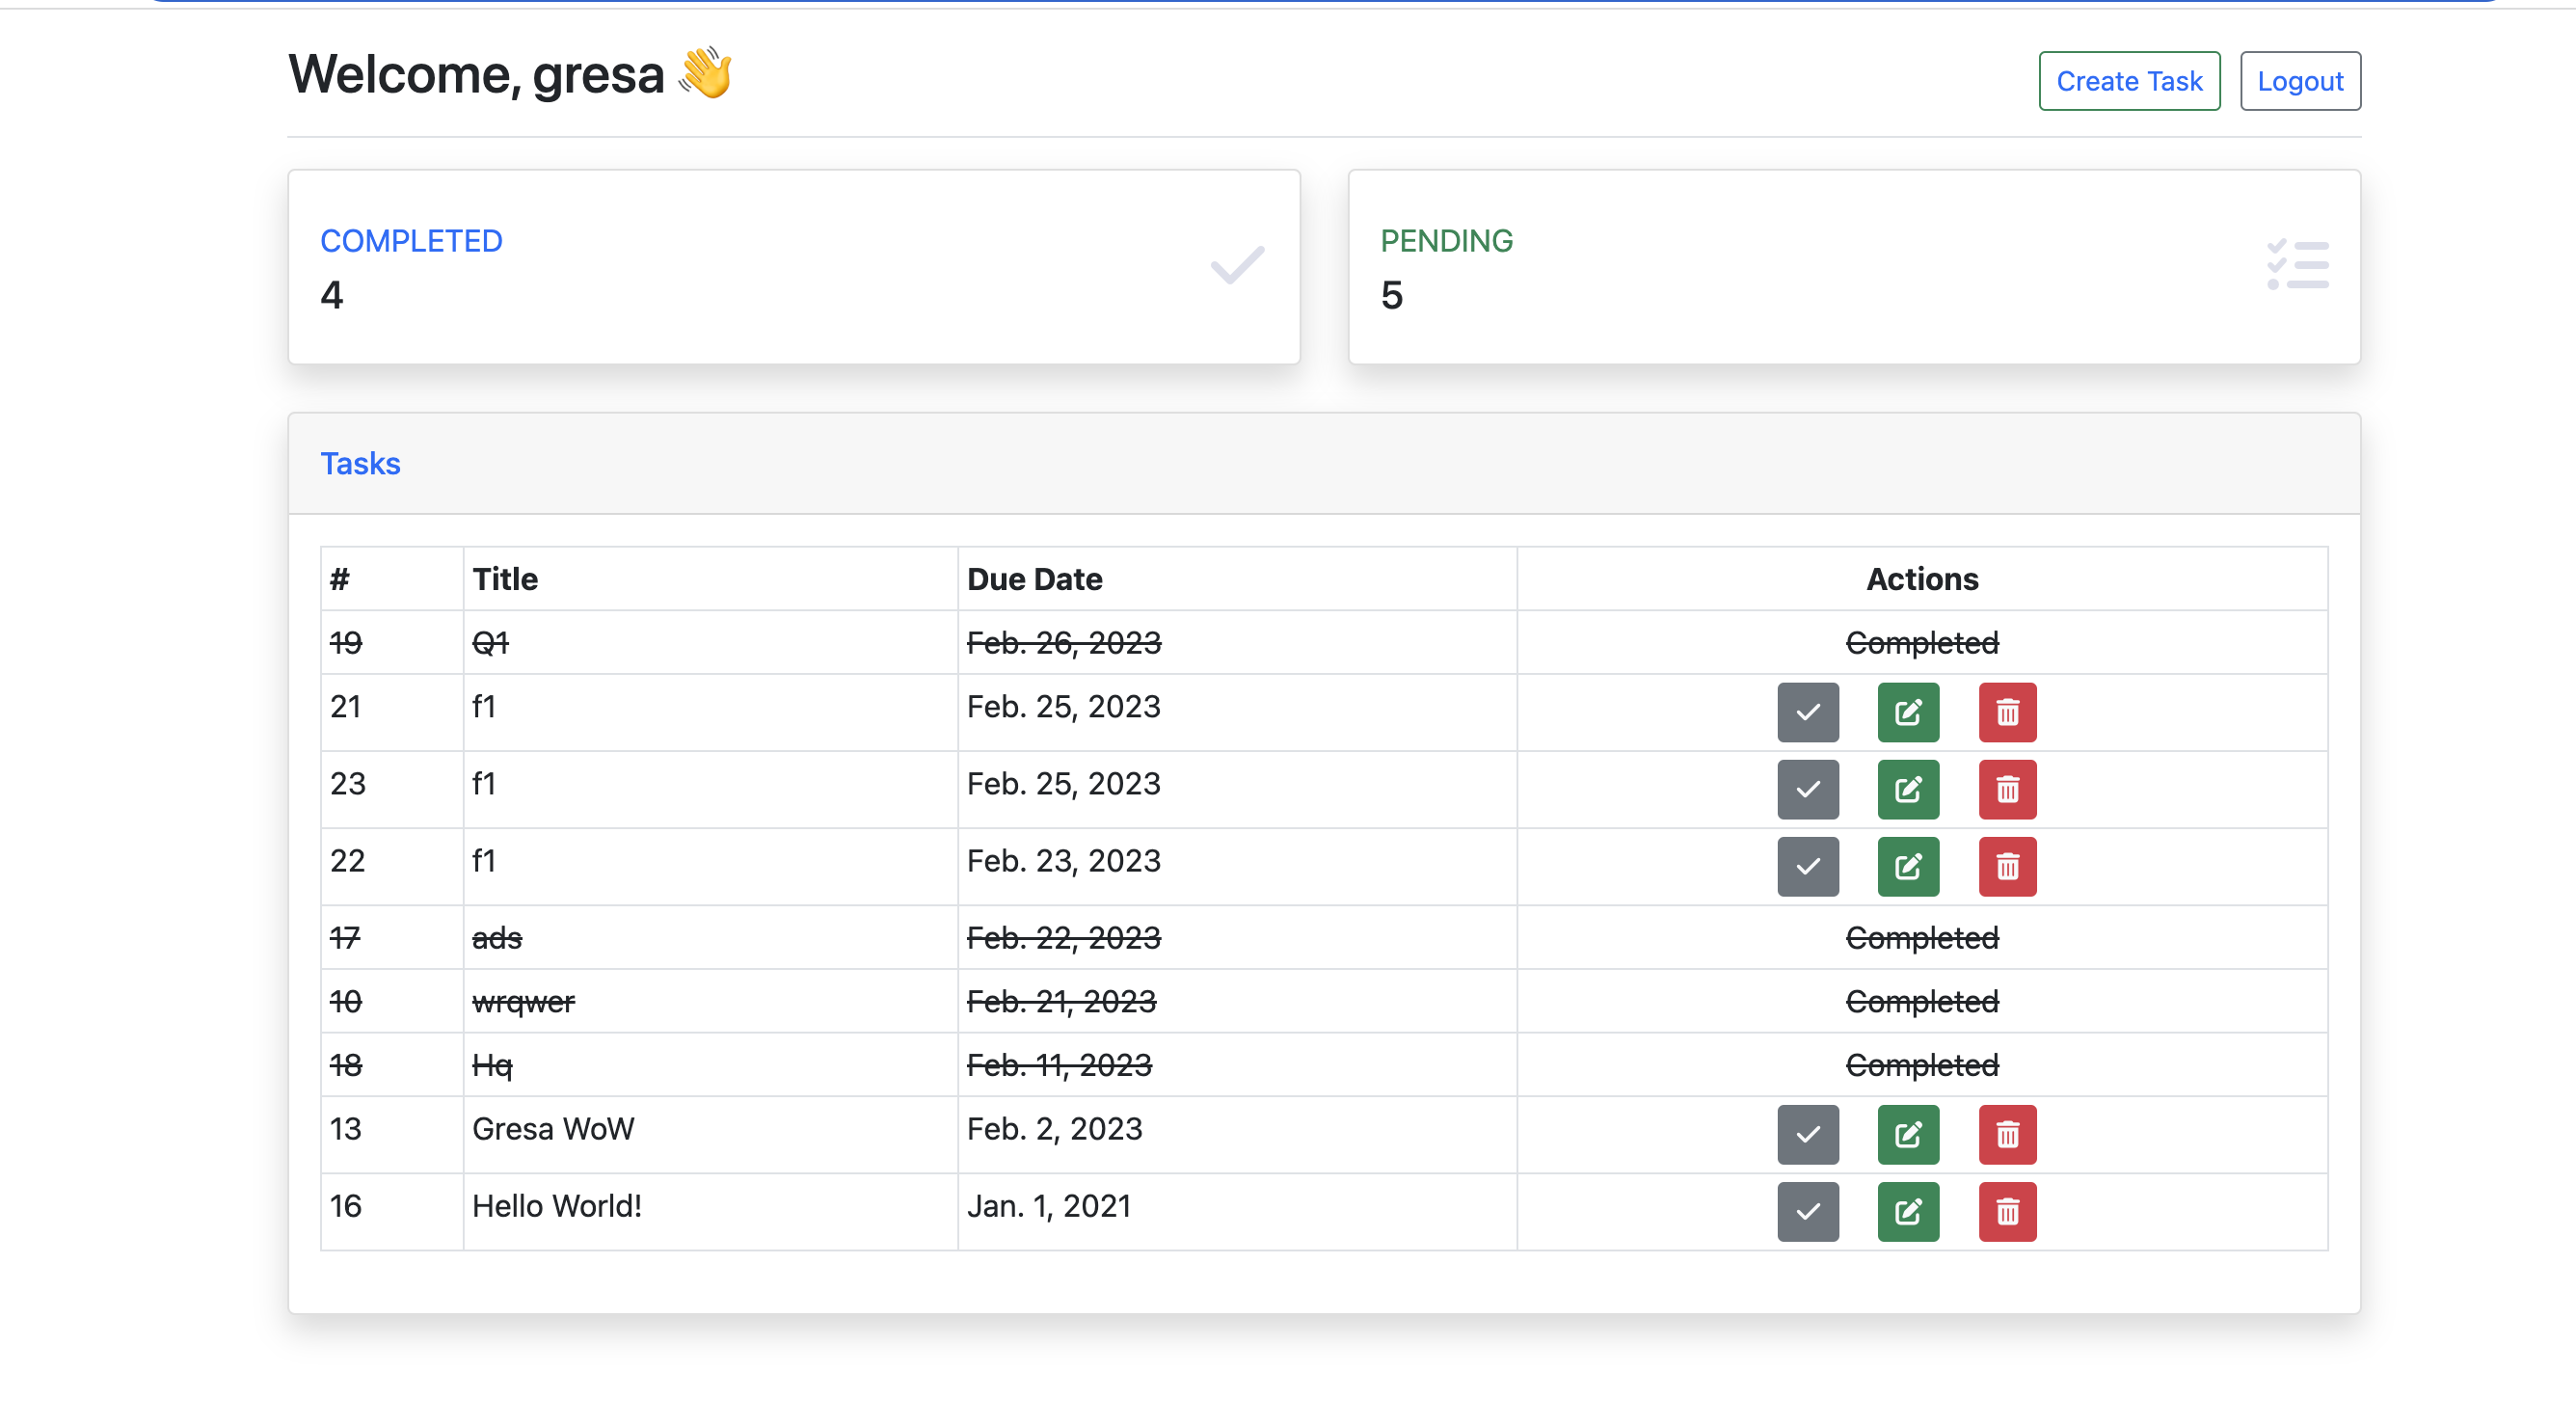 Welcome, gresa 👋
Create Task
Logout
COMPLETED
4
PENDING
5
Tasks
# Title Due Date Actions
19 Q1 Feb. 26, 2023 Completed
21 f1 Feb. 25, 2023
23 f1 Feb. 25, 2023
22 f1 Feb. 23, 2023
17 ads Feb. 22, 2023 Completed
10 wrqwer Feb. 21, 2023 Completed
18 Hq Feb. 11, 2023 Completed
13 Gresa WoW Feb. 2, 2023
16 Hello World! Jan. 1, 2021